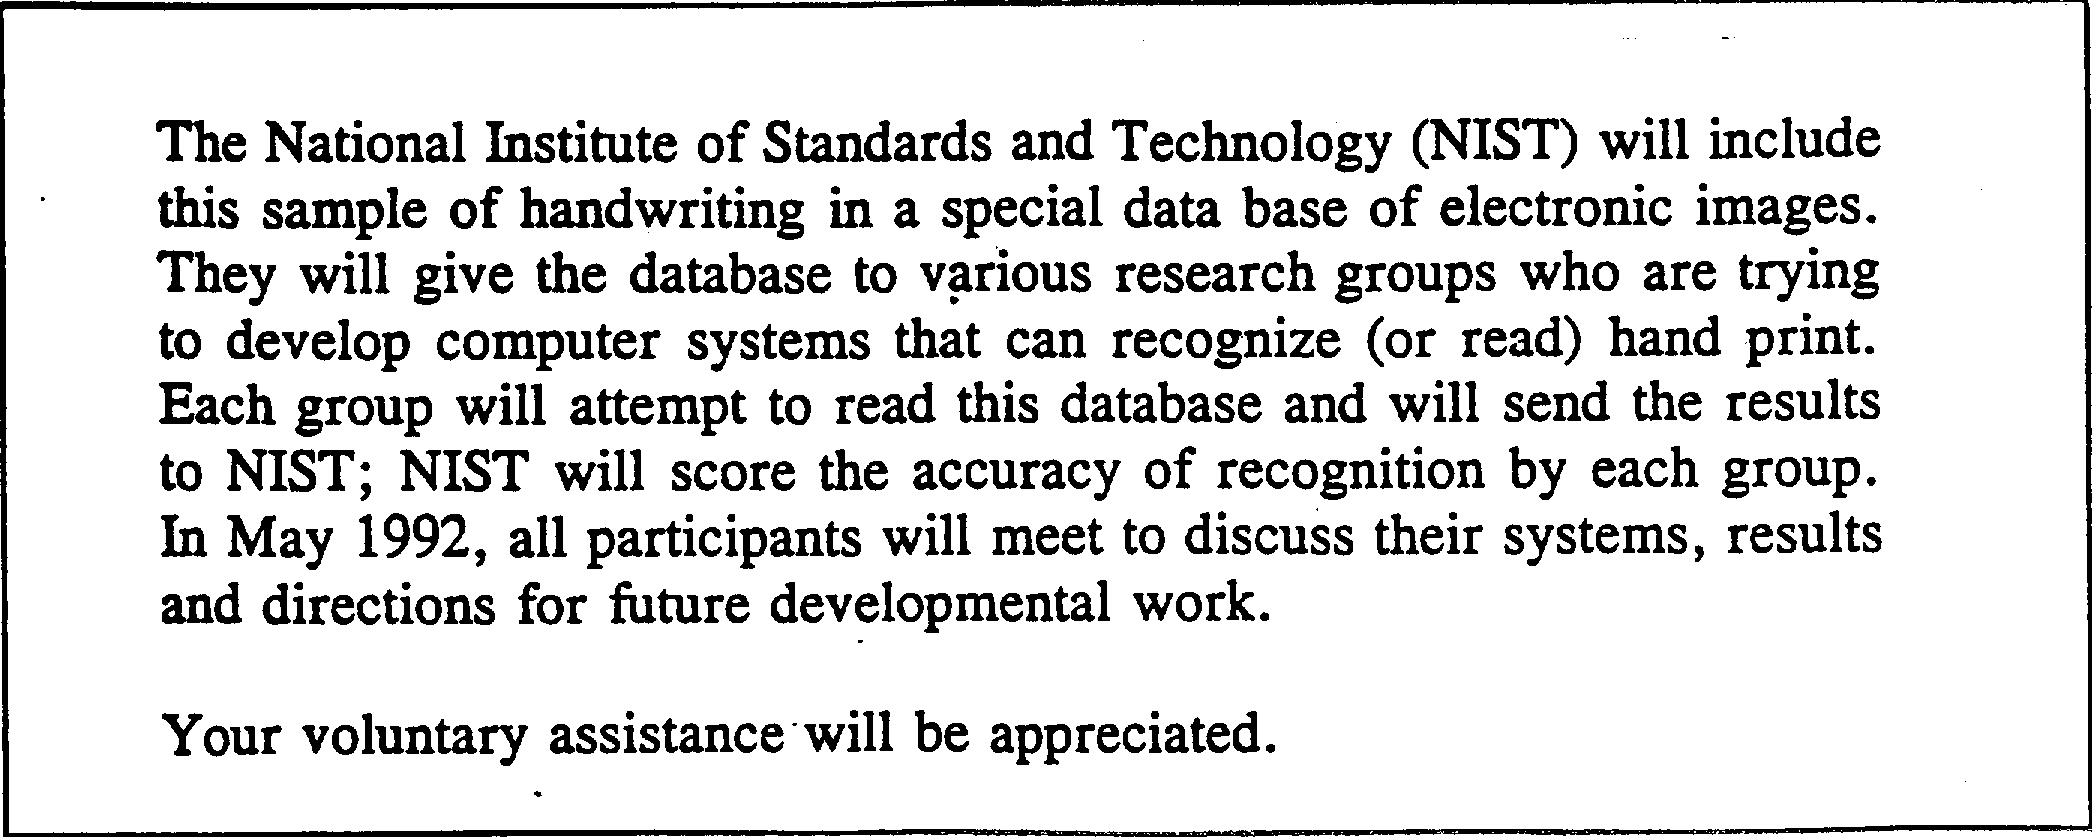 The National Institute of Standards and Technology (NIST) will include
this sample of handwriting in a special data base of electronic images.
They will give the database to various research groups who are trying
to develop computer systems that can recognize (or read) hand print.
Each group will attempt to read this database and will send the results
to NIST; NIST will score the accuracy of recognition by each group.
In May 1992, all participants will meet to discuss their systems, results
and directions for future developmental work.
Your voluntary assistance will be appreciated.